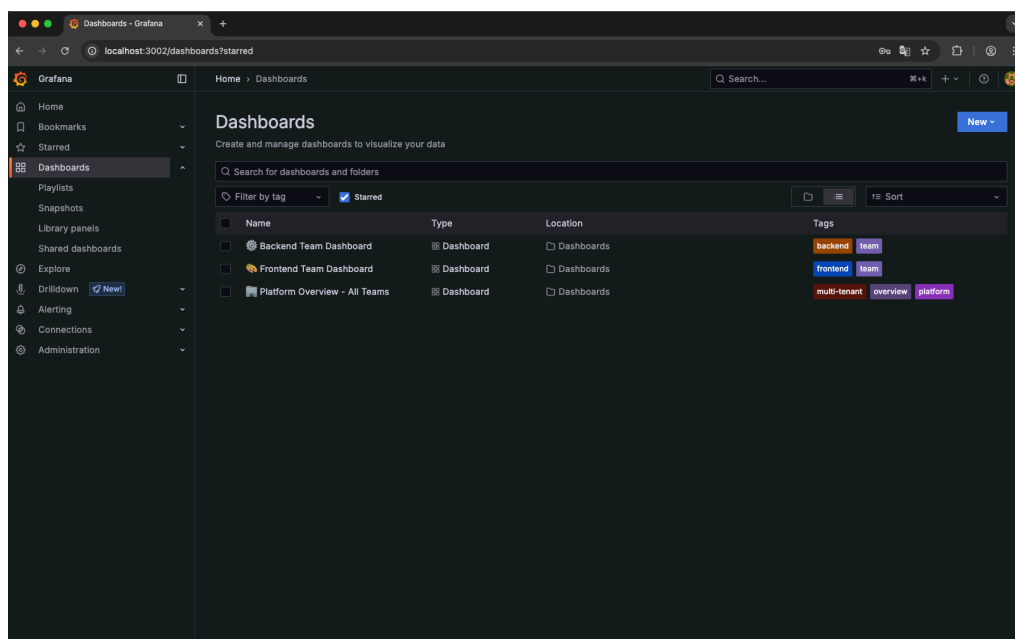 Dashboards - Grafana
localhost:3002/dashboards?starred
Grafana
Home › Dashboards
Search...
⌘+k
Home
Bookmarks
Starred
Dashboards
Playlists
Snapshots
Library panels
Shared dashboards
Explore
Drilldown New!
Alerting
Connections
Administration
Dashboards
New
Create and manage dashboards to visualize your data
Search for dashboards and folders
Filter by tag
Starred
Sort
Name Type Location Tags
Backend Team Dashboard Dashboard Dashboards backend team
Frontend Team Dashboard Dashboard Dashboards frontend team
Platform Overview - All Teams Dashboard Dashboards multi-tenant overview platform